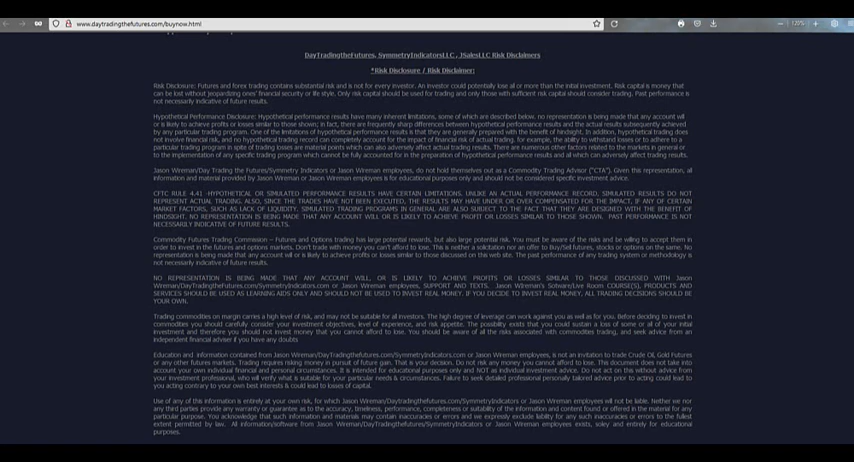 www.daytradingthefutures.com/buynow.html
120%
DayTradingtheFutures, SymmetryIndicatorsLLC, JSalesLLC Risk Disclaimers
*Risk Disclosure / Risk Disclaimer:
Risk Disclosure: Futures and forex trading contains substantial risk and is not for every investor. An investor could potentially lose all or more than the initial investment. Risk capital is money that
can be lost without jeopardizing ones' financial security or life style. Only risk capital should be used for trading and only those with sufficient risk capital should consider trading. Past performance is
not necessarily indicative of future results.
Hypothetical Performance Disclosure: Hypothetical performance results have many inherent limitations, some of which are described below. no representation is being made that any account will
or is likely to achieve profits or losses similar to those shown; in fact, there are frequently sharp differences between hypothetical performance results and the actual results subsequently achieved
by any particular trading program. One of the limitations of hypothetical performance results is that they are generally prepared with the benefit of hindsight. In addition, hypothetical trading does
not involve financial risk, and no hypothetical trading record can completely account for the impact of financial risk of actual trading. for example, the ability to withstand losses or to adhere to a
particular trading program in spite of trading losses are material points which can also adversely affect actual trading results. There are numerous other factors related to the markets in general or
to the implementation of any specific trading program which cannot be fully accounted for in the preparation of hypothetical performance results and all which can adversely affect trading results.
Jason Wireman/Day Trading the Futures/Symmetry Indicators or Jason Wireman employees, do not hold themselves out as a Commodity Trading Advisor ("CTA"). Given this representation, all
information and material provided by Jason Wireman or Jason Wireman employees is for educational purposes only and should not be considered specific investment advice.
CFTC RULE 4.41 -HYPOTHETICAL OR SIMULATED PERFORMANCE RESULTS HAVE CERTAIN LIMITATIONS. UNLIKE AN ACTUAL PERFORMANCE RECORD, SIMULATED RESULTS DO NOT
REPRESENT ACTUAL TRADING. ALSO, SINCE THE TRADES HAVE NOT BEEN EXECUTED, THE RESULTS MAY HAVE UNDER OR OVER COMPENSATED FOR THE IMPACT, IF ANY, OF CERTAIN
MARKET FACTORS, SUCH AS LACK OF LIQUIDITY. SIMULATED TRADING PROGRAMS IN GENERAL ARE ALSO SUBJECT TO THE FACT THAT THEY ARE DESIGNED WITH THE BENEFIT OF
HINDSIGHT. NO REPRESENTATION IS BEING MADE THAT ANY ACCOUNT WILL OR IS LIKELY TO ACHIEVE PROFIT OR LOSSES SIMILAR TO THOSE SHOWN. PAST PERFORMANCE IS NOT
NECESSARILY INDICATIVE OF FUTURE RESULTS.
Commodity Futures Trading Commission – Futures and Options trading has large potential rewards, but also large potential risk. You must be aware of the risks and be willing to accept them in
order to invest in the futures and options markets. Don't trade with money you can't afford to lose. This is neither a solicitation nor an offer to Buy/Sell futures, stocks or options on the same. No
representation is being made that any account will or is likely to achieve profits or losses similar to those discussed on this web site. The past performance of any trading system or methodology is
not necessarily indicative of future results.
NO REPRESENTATION IS BEING MADE THAT ANY ACCOUNT WILL, OR IS LIKELY TO ACHIEVE PROFITS OR LOSSES SIMILAR TO THOSE DISCUSSED WITH Jason
Wireman/DayTradingthefutures.com/SymmetryIndicators.com or Jason Wireman employees, SUPPORT AND TEXTS. Jason Wireman's Sotware/Live Room COURSE(S), PRODUCTS AND
SERVICES SHOULD BE USED AS LEARNING AIDS ONLY AND SHOULD NOT BE USED TO INVEST REAL MONEY. IF YOU DECIDE TO INVEST REAL MONEY, ALL TRADING DECISIONS SHOULD BE
YOUR OWN.
Trading commodities on margin carries a high level of risk, and may not be suitable for all investors. The high degree of leverage can work against you as well as for you. Before deciding to invest in
commodities you should carefully consider your investment objectives, level of experience, and risk appetite. The possibility exists that you could sustain a loss of some or all of your initial
investment and therefore you should not invest money that you cannot afford to lose. You should be aware of all the risks associated with commodities trading, and seek advice from an
independent financial adviser if you have any doubts
Education and information contained from Jason Wireman/DayTradingthefutures.com/SymmetryIndicators.com or Jason Wireman employees, is not an invitation to trade Crude Oil, Gold Futures
or any other futures markets. Trading requires risking money in pursuit of future gain. That is your decision. Do not risk any money you cannot afford to lose. This document does not take into
account your own individual financial and personal circumstances. It is intended for educational purposes only and NOT as individual investment advice. Do not act on this without advice from
your investment professional, who will verify what is suitable for your particular needs & circumstances. Failure to seek detailed professional personally tailored advice prior to acting could lead to
you acting contrary to your own best interests & could lead to losses of capital.
Use of any of this information is entirely at your own risk, for which Jason Wireman/Daytradingthefutures.com/SymmetryIndicators or Jason Wireman employees will not be liable. Neither we nor
any third parties provide any warranty or guarantee as to the accuracy, timeliness, performance, completeness or suitability of the information and content found or offered in the material for any
particular purpose. You acknowledge that such information and materials may contain inaccuracies or errors and we expressly exclude liability for any such inaccuracies or errors to the fullest
extent permitted by law. All information/software from Jason Wireman/Daytradingthefutures/SymmetryIndicators or Jason Wireman employees exists, soley and entirely for educational
purposes.